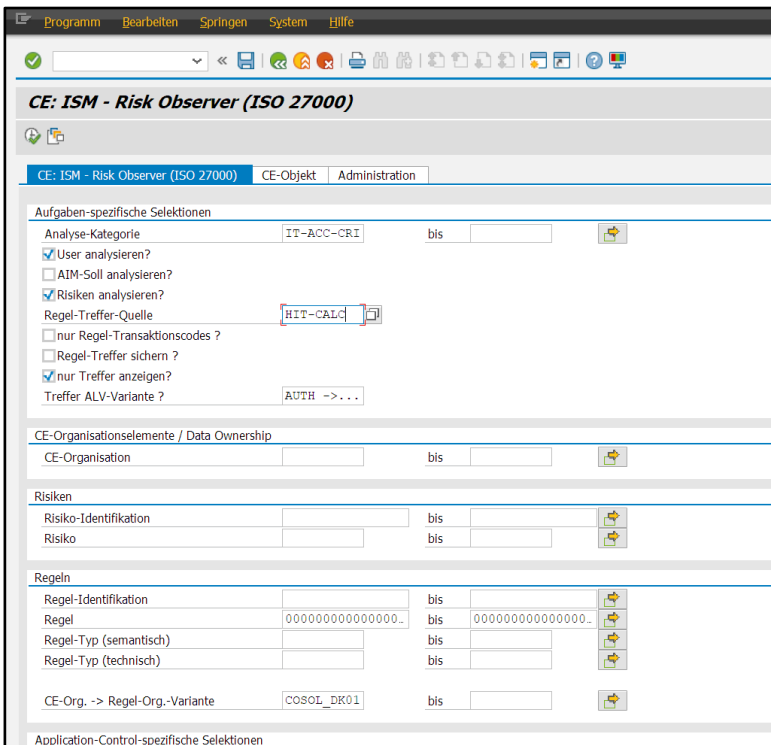 Programm Bearbeiten Springen System Hilfe
CE: ISM - Risk Observer (ISO 27000)
CE: ISM - Risk Observer (ISO 27000) CE-Objekt Administration
Aufgaben-spezifische Selektionen
Analyse-Kategorie IT-ACC-CRI bis
User analysieren?
AIM-Soll analysieren?
Risiken analysieren?
Regel-Treffer-Quelle HIT-CALC
nur Regel-Transaktionscodes ?
Regel-Treffer sichern ?
nur Treffer anzeigen?
Treffer ALV-Variante ? AUTH ->...
CE-Organisationselemente / Data Ownership
CE-Organisation bis
Risiken
Risiko-Identifikation bis
Risiko bis
Regeln
Regel-Identifikation bis
Regel 000000000000000… bis 000000000000000…
Regel-Typ (semantisch) bis
Regel-Typ (technisch) bis
CE-Org. -> Regel-Org.-Variante COSOL_DK01 bis
Application-Control-spezifische Selektionen